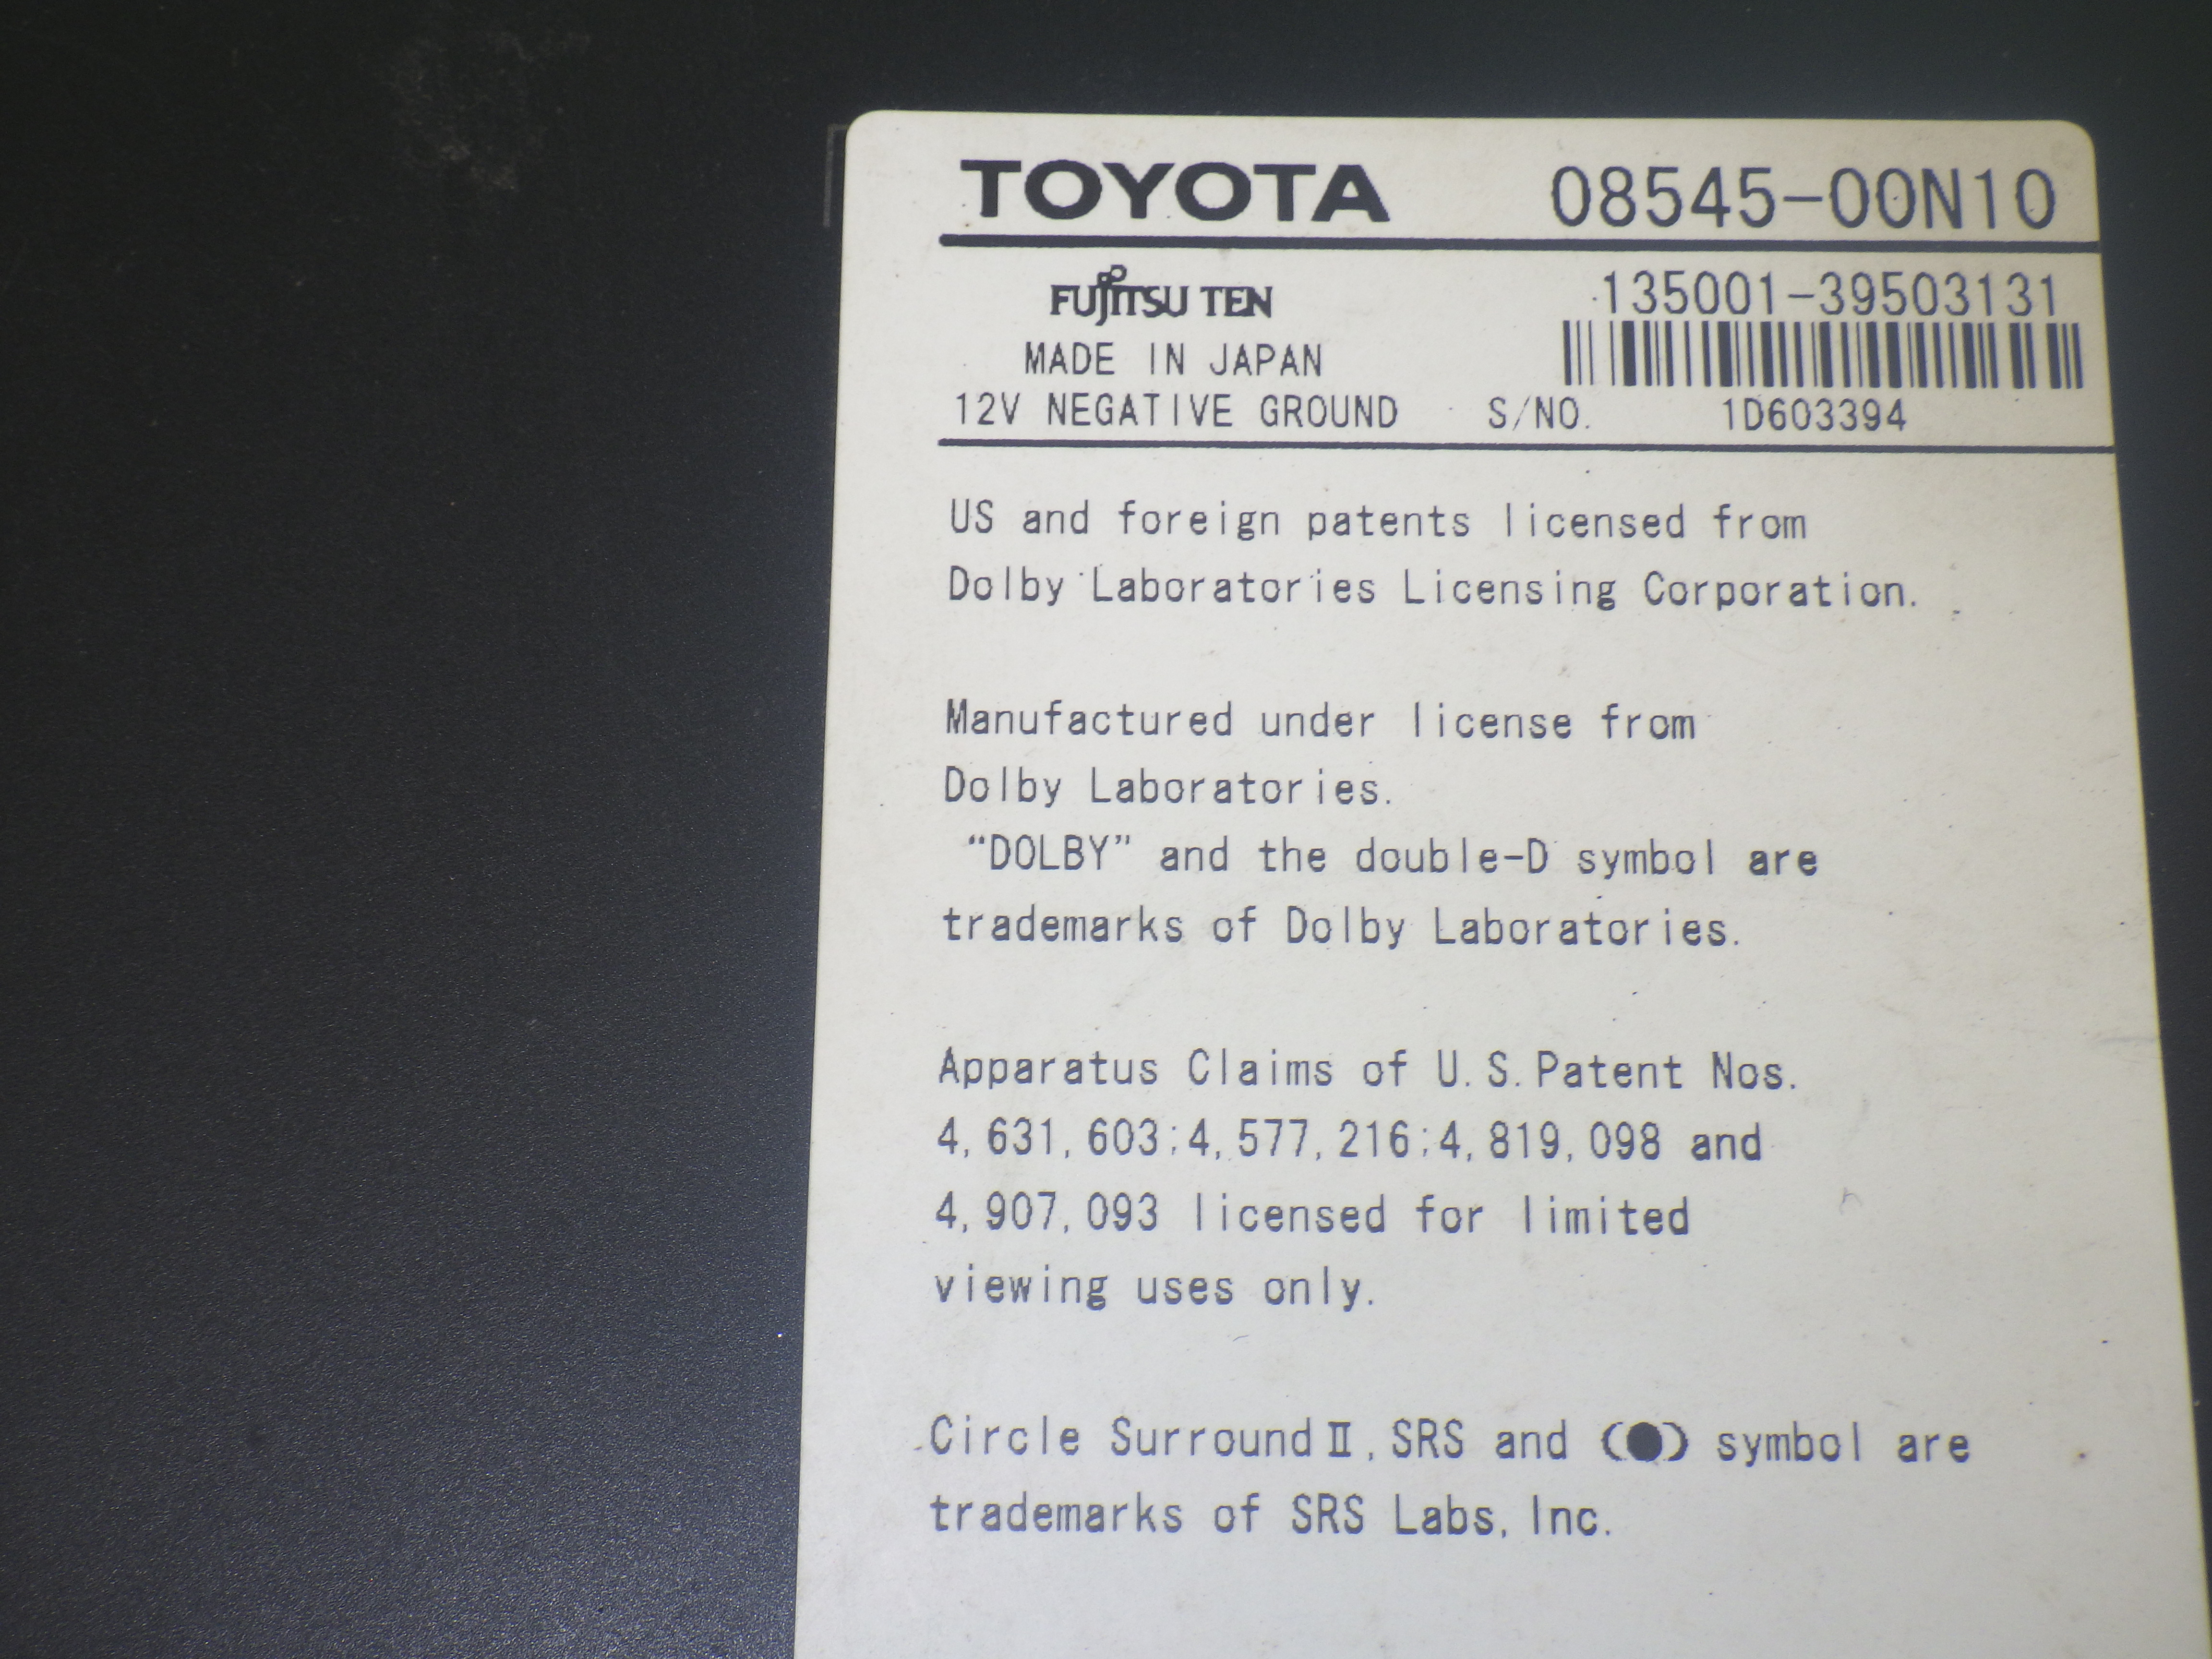 TOYOTA 08545-00N10
FUJITSU TEN 135001-39503131
MADE IN JAPAN
12V NEGATIVE GROUND S/NO. 1D603394
US and foreign patents licensed from
Dolby Laboratories Licensing Corporation.
Manufactured under license from
Dolby Laboratories.
“DOLBY” and the double-D symbol are
trademarks of Dolby Laboratories.
Apparatus Claims of U.S.Patent Nos.
4,631,603;4,577,216;4,819,098 and
4,907,093 licensed for limited
viewing uses only.
Circle SurroundⅡ,SRS and (●) symbol are
trademarks of SRS Labs,Inc.